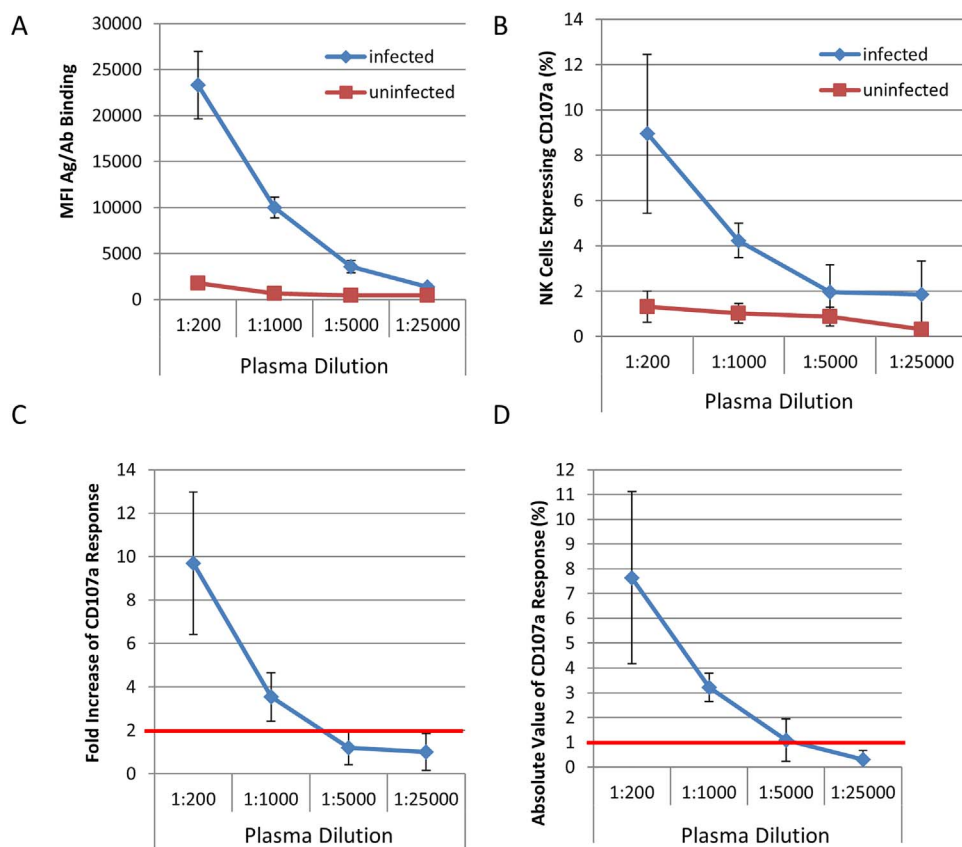 A
MFI Ag/Ab Binding
30000
25000
20000
15000
10000
5000
0
infected
uninfected
1:200 1:1000 1:5000 1:25000
Plasma Dilution
B
NK Cells Expressing CD107a (%)
14
12
10
8
6
4
2
0
infected
uninfected
1:200 1:1000 1:5000 1:25000
Plasma Dilution
C
Fold Increase of CD107a Response
14
12
10
8
6
4
2
0
1:200 1:1000 1:5000 1:25000
Plasma Dilution
D
Absolute Value of CD107a Response (%)
12
11
10
9
8
7
6
5
4
3
2
1
0
1:200 1:1000 1:5000 1:25000
Plasma Dilution